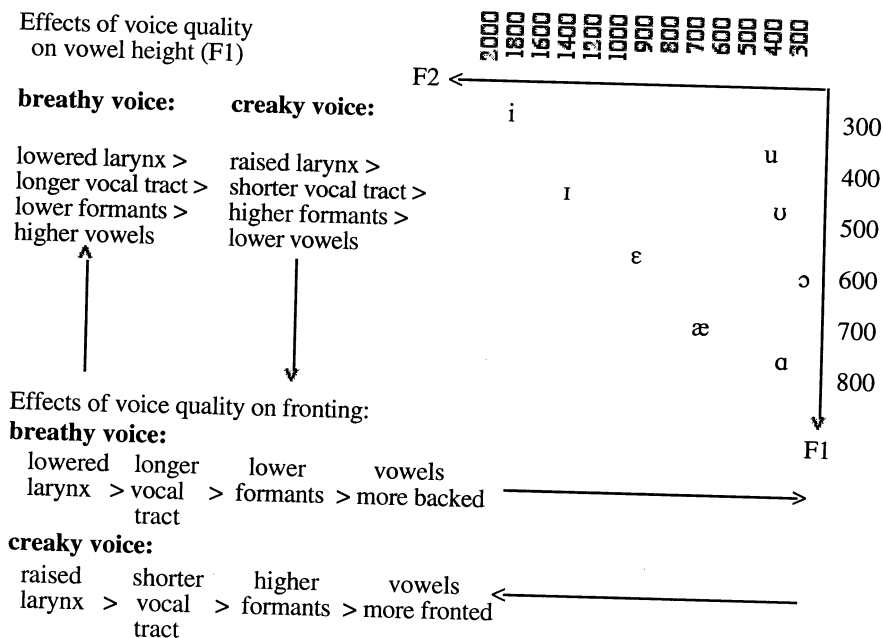 Effects of voice quality
on vowel height (F1)
breathy voice: creaky voice:
lowered larynx > raised larynx >
longer vocal tract > shorter vocal tract >
lower formants > higher formants >
higher vowels lower vowels
2000 1800 1600 1400 1200 1000 900 800 700 600 500 400 300
F2
i 300
u
400
ɪ
ʊ 500
ɛ
ɔ 600
æ 700
ɑ
800
F1
Effects of voice quality on fronting:
breathy voice:
lowered longer lower vowels
larynx > vocal > formants > more backed
tract
creaky voice:
raised shorter higher vowels
larynx > vocal > formants > more fronted
tract